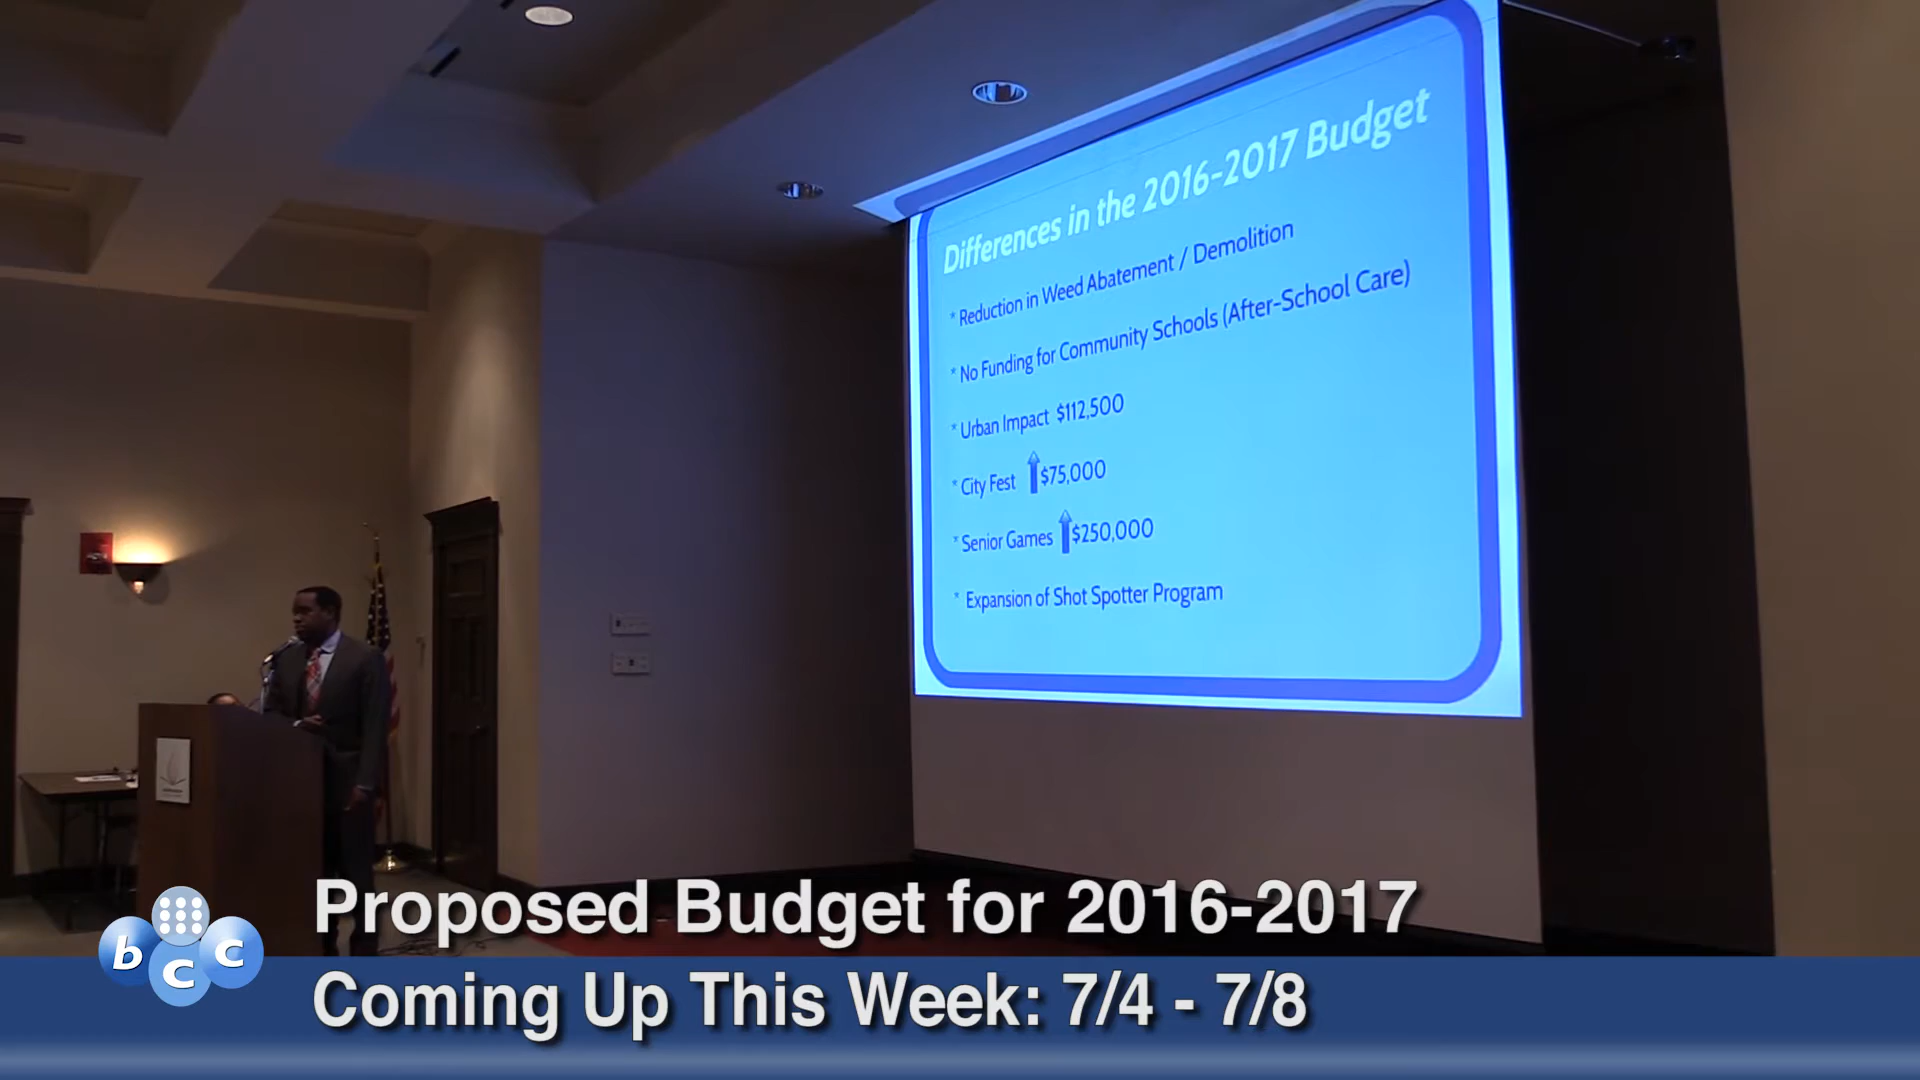 Differences in the 2016-2017 Budget
* Reduction in Weed Abatement / Demolition
* No Funding for Community Schools (After-School Care)
* Urban Impact $112,500
* City Fest $75,000
* Senior Games $250,000
* Expansion of Shot Spotter Program
Proposed Budget for 2016-2017
bcc
Coming Up This Week: 7/4 - 7/8